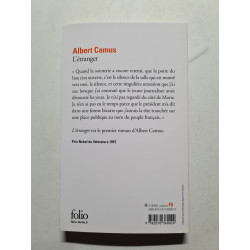 Albert Camus
L'étranger
« Quand la sonnerie a encore retenti, que la porte du
box s'est ouverte, c'est le silence de la salle qui est monté
vers moi, le silence, et cette singulière sensation que j'ai
eue lorsque j'ai constaté que le jeune journaliste avait
détourné les yeux. Je n'ai pas regardé du côté de Marie.
Je n'en ai pas eu le temps parce que le président m'a dit
dans une forme bizarre que j'aurais la tête tranchée sur
une place publique au nom du peuple français. »
L'étranger est le premier roman d'Albert Camus.
Prix Nobel de littérature 1957
folio